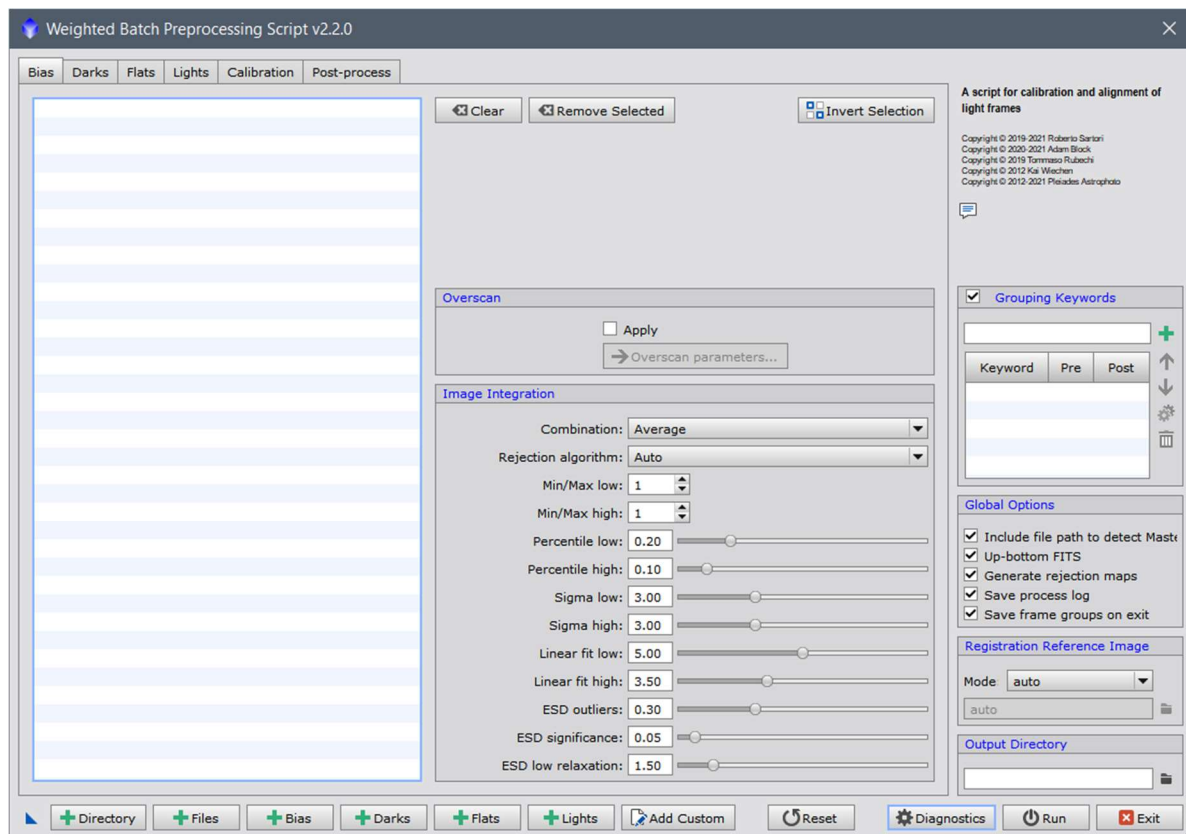 Weighted Batch Preprocessing Script v2.2.0
Bias Darks Flats Lights Calibration Post-process
Clear Remove Selected Invert Selection
Overscan
Apply
Overscan parameters...
Image Integration
Combination: Average
Rejection algorithm: Auto
Min/Max low: 1
Min/Max high: 1
Percentile low: 0.20
Percentile high: 0.10
Sigma low: 3.00
Sigma high: 3.00
Linear fit low: 5.00
Linear fit high: 3.50
ESD outliers: 0.30
ESD significance: 0.05
ESD low relaxation: 1.50
A script for calibration and alignment of
light frames
Copyright © 2019-2021 Roberto Sartori
Copyright © 2020-2021 Adam Block
Copyright © 2019 Tommaso Rubechi
Copyright © 2012 Kai Wiechen
Copyright © 2012-2021 Pleiades Astrophoto
Grouping Keywords
Keyword Pre Post
Global Options
Include file path to detect Maste
Up-bottom FITS
Generate rejection maps
Save process log
Save frame groups on exit
Registration Reference Image
Mode: auto
auto
Output Directory
Directory Files Bias Darks Flats Lights Add Custom Reset Diagnostics Run Exit